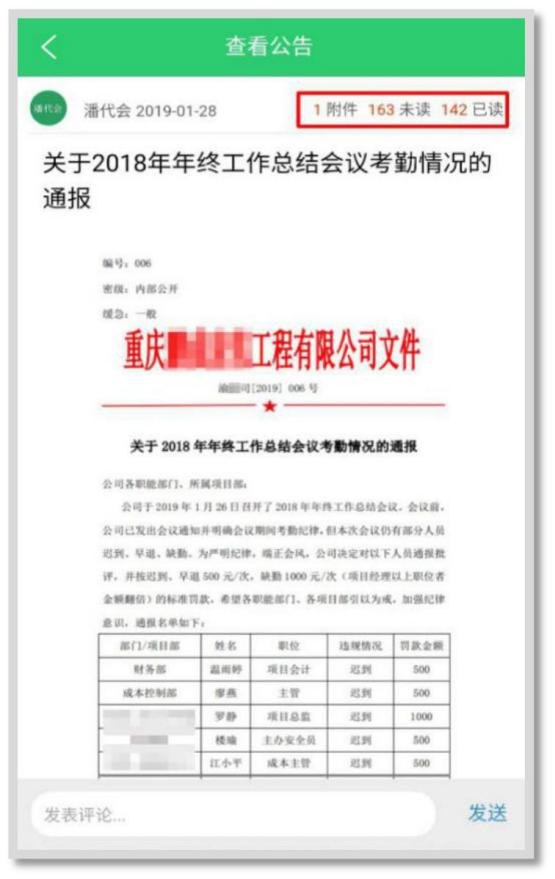 查看公告
潘代会
潘代会 2019-01-28
1 附件 163 未读 142 已读
关于2018年年终工作总结会议考勤情况的
通报
编号：006
密级：内部公开
缓急：一般
重庆 工程有限公司文件
渝 司[2019] 006 号
关于 2018 年年终工作总结会议考勤情况的通报
公司各职能部门、所属项目部：
公司于 2019 年 1 月 26 日召开了 2018 年年终工作总结会议。会议前，
公司已发出会议通知并明确会议期间考勤纪律，但本次会议仍有部分人员
迟到、早退、缺勤。为严明纪律，端正会风，公司决定对以下人员通报批
评，并按迟到、早退 500 元/次，缺勤 1000 元/次（项目经理以上职位者
金额翻倍）的标准罚款，希望各职能部门、各项目部引以为戒，加强纪律
意识，通报名单如下：
部门/项目部 姓名 职位 违规情况 罚款金额
财务部 温雨婷 项目会计 迟到 500
成本控制部 廖燕 主管 迟到 500
罗静 项目总监 迟到 1000
楼瑜 主办安全员 迟到 500
江小平 成本主管 迟到 500
发表评论... 发送